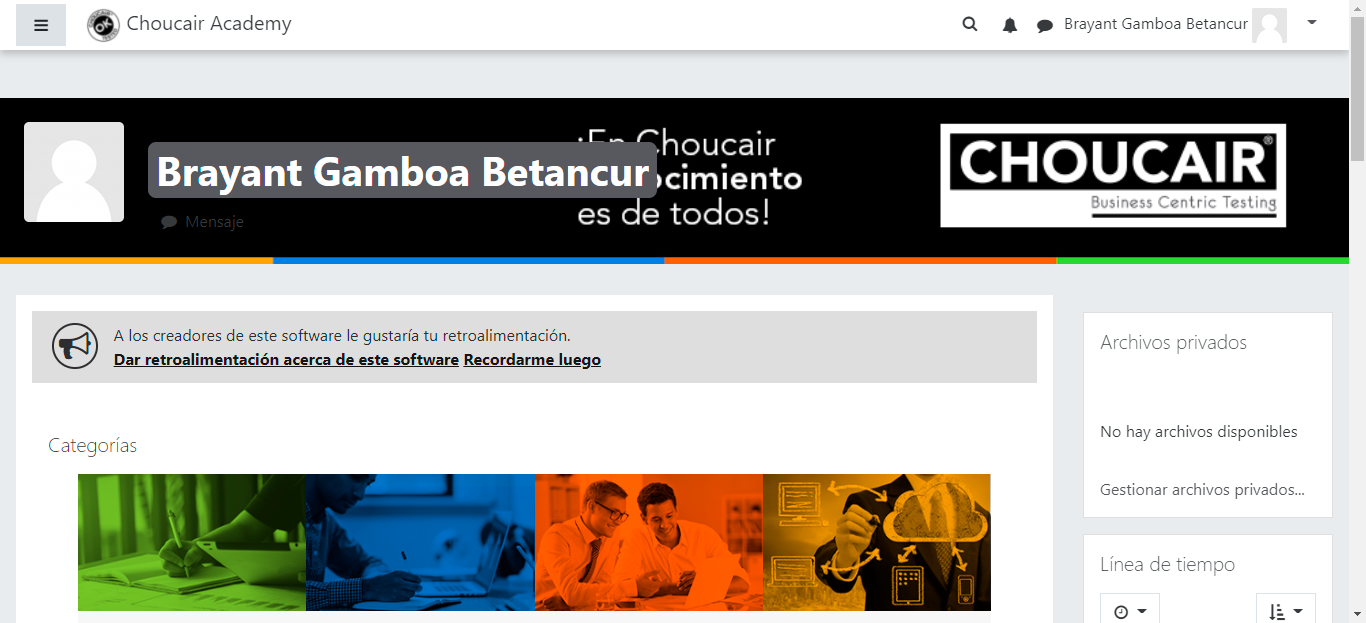 Choucair Academy
Brayant Gamboa Betancur
¡En Choucair
Brayant Gamboa Betancur
es de todos!
Mensaje
CHOUCAIR®
Business Centric Testing
A los creadores de este software le gustaría tu retroalimentación.
Dar retroalimentación acerca de este software Recordarme luego
Categorías
Archivos privados
No hay archivos disponibles
Gestionar archivos privados...
Línea de tiempo